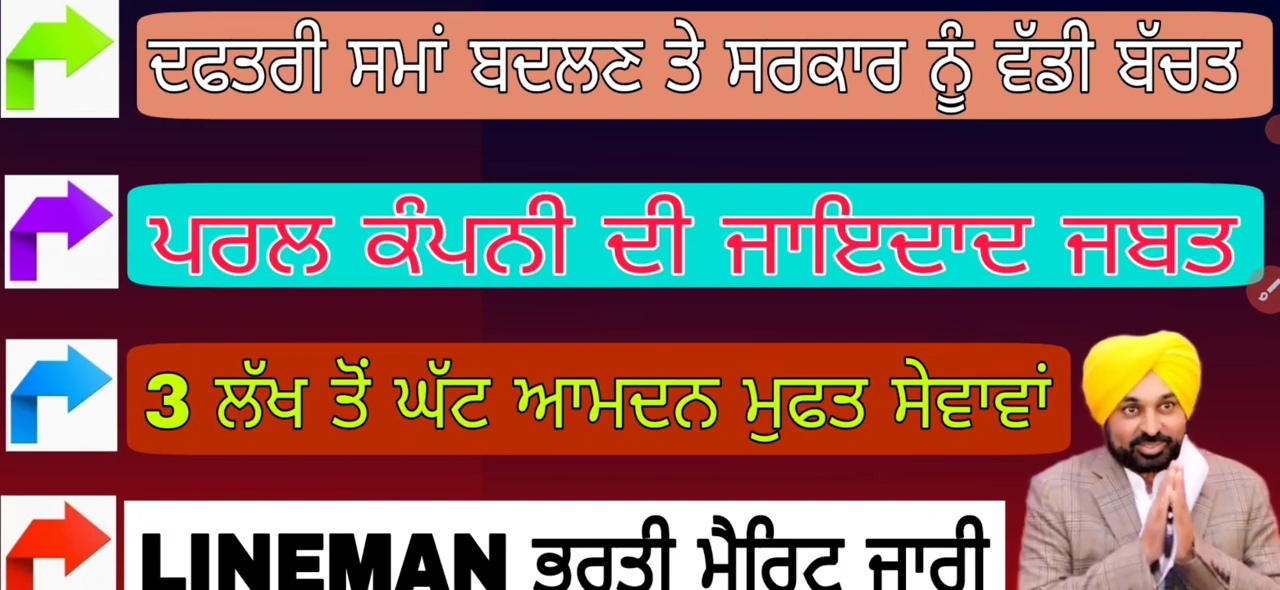 ਦਫਤਰੀ ਸਮਾਂ ਬਦਲਣ ਤੇ ਸਰਕਾਰ ਨੂੰ ਵੱਡੀ ਬੱਚਤ
ਪਰਲ ਕੰਪਨੀ ਦੀ ਜਾਇਦਾਦ ਜਬਤ
3 ਲੱਖ ਤੋਂ ਘੱਟ ਆਮਦਨ ਮੁਫਤ ਸੇਵਾਵਾਂ
LINEMAN ਭਰਤੀ ਮੈਰਿਟ ਜਾਰੀ